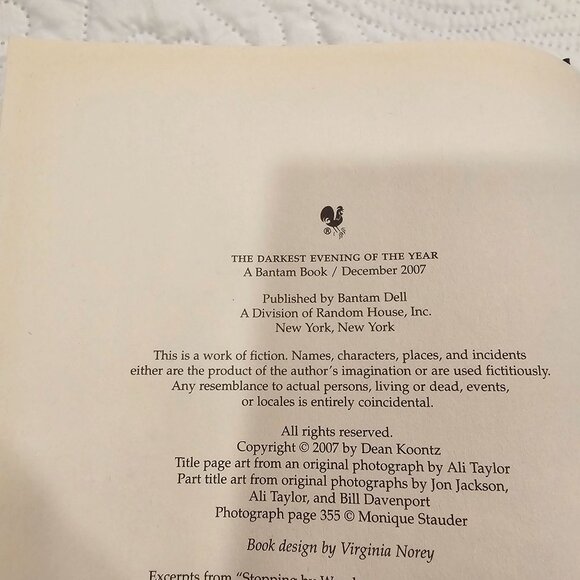 ®
THE DARKEST EVENING OF THE YEAR
A Bantam Book / December 2007
Published by Bantam Dell
A Division of Random House, Inc.
New York, New York
This is a work of fiction. Names, characters, places, and incidents
either are the product of the author's imagination or are used fictitiously.
Any resemblance to actual persons, living or dead, events,
or locales is entirely coincidental.
All rights reserved.
Copyright © 2007 by Dean Koontz
Title page art from an original photograph by Ali Taylor
Part title art from original photographs by Jon Jackson,
Ali Taylor, and Bill Davenport
Photograph page 355 © Monique Stauder
Book design by Virginia Norey
Excerpts from "Stopping by